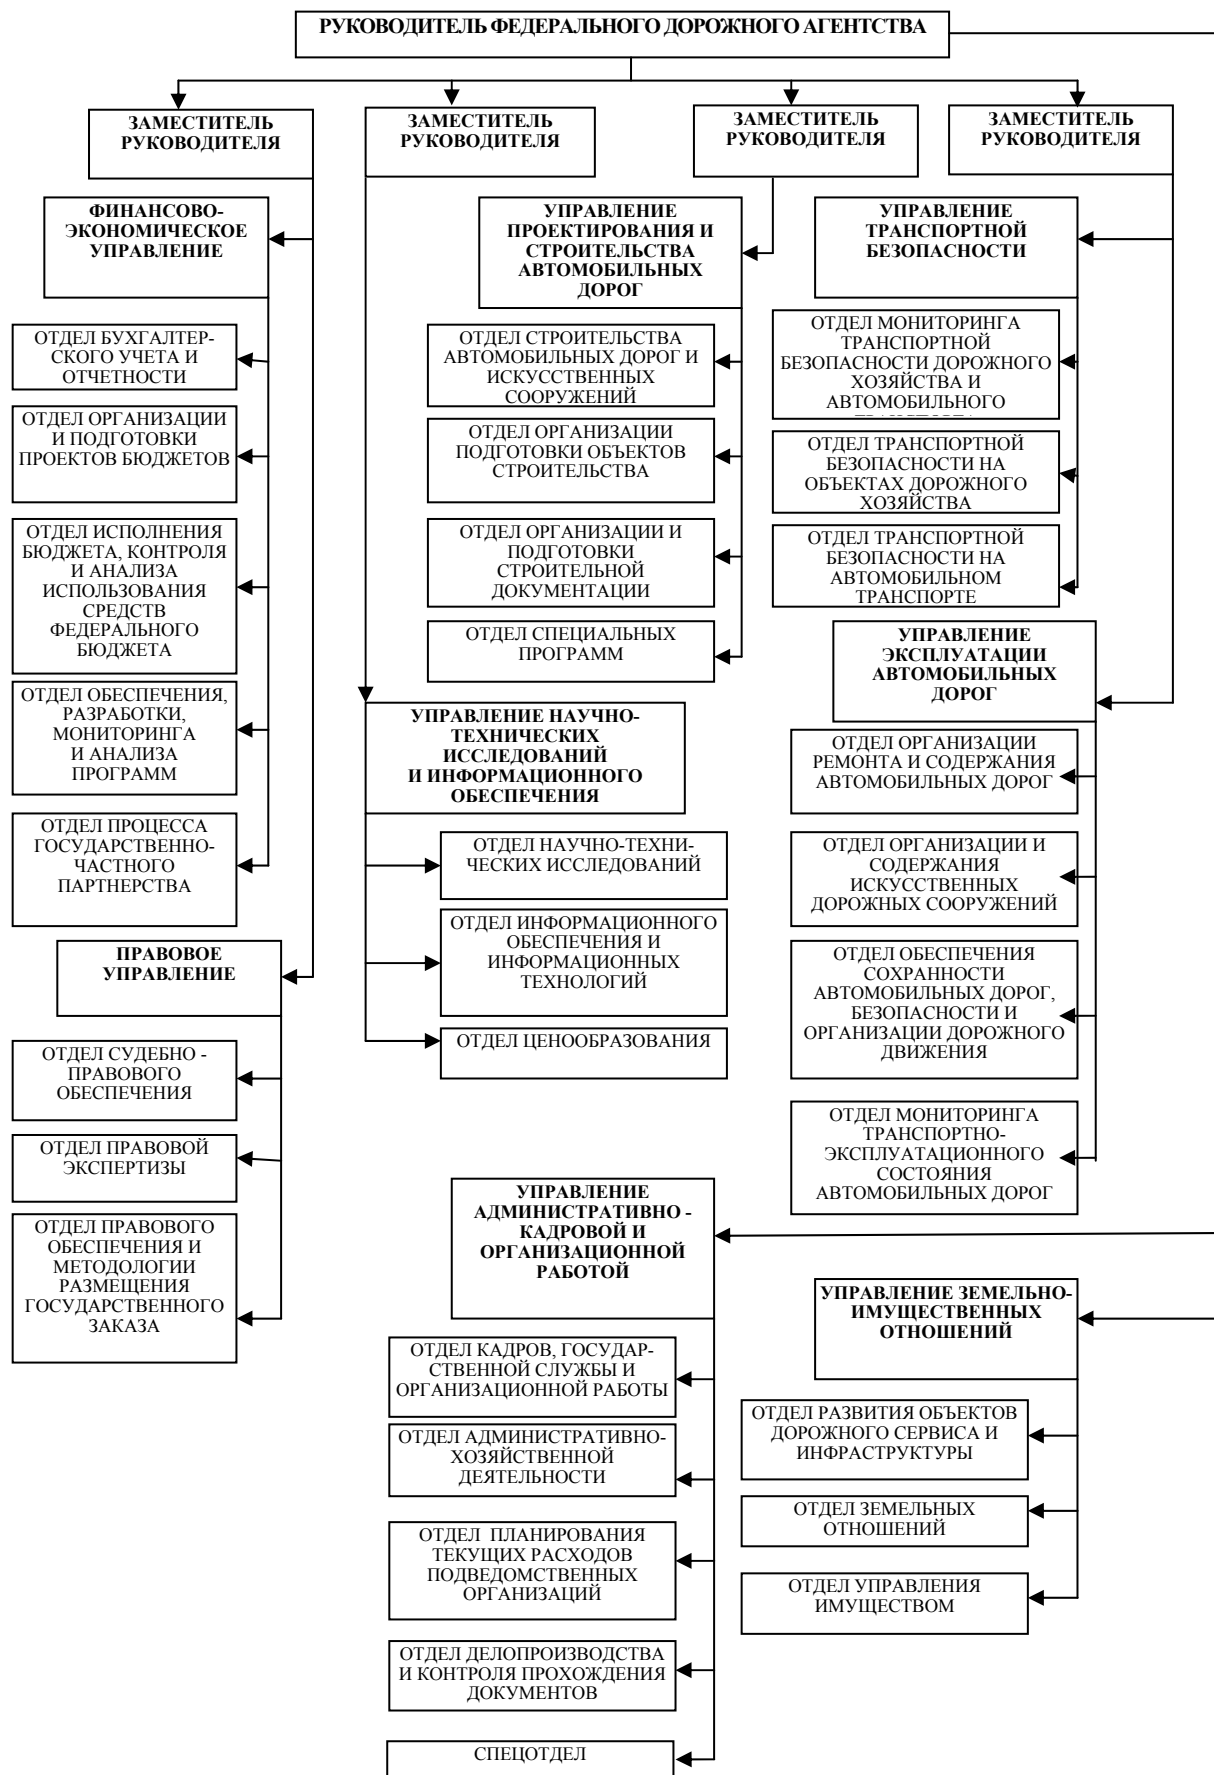 РУКОВОДИТЕЛЬ ФЕДЕРАЛЬНОГО ДОРОЖНОГО АГЕНТСТВА
ЗАМЕСТИТЕЛЬ
РУКОВОДИТЕЛЯ
ЗАМЕСТИТЕЛЬ
РУКОВОДИТЕЛЯ
ЗАМЕСТИТЕЛЬ
РУКОВОДИТЕЛЯ
ЗАМЕСТИТЕЛЬ
РУКОВОДИТЕЛЯ
ФИНАНСОВО-
ЭКОНОМИЧЕСКОЕ
УПРАВЛЕНИЕ
ОТДЕЛ БУХГАЛТЕР-
СКОГО УЧЕТА И
ОТЧЕТНОСТИ
ОТДЕЛ ОРГАНИЗАЦИИ
И ПОДГОТОВКИ
ПРОЕКТОВ БЮДЖЕТОВ
ОТДЕЛ ИСПОЛНЕНИЯ
БЮДЖЕТА, КОНТРОЛЯ
И АНАЛИЗА
ИСПОЛЬЗОВАНИЯ
СРЕДСТВ
ФЕДЕРАЛЬНОГО
БЮДЖЕТА
ОТДЕЛ ОБЕСПЕЧЕНИЯ,
РАЗРАБОТКИ,
МОНИТОРИНГА
И АНАЛИЗА
ПРОГРАММ
ОТДЕЛ ПРОЦЕССА
ГОСУДАРСТВЕННО-
ЧАСТНОГО
ПАРТНЕРСТВА
ПРАВОВОЕ
УПРАВЛЕНИЕ
ОТДЕЛ СУДЕБНО -
ПРАВОВОГО
ОБЕСПЕЧЕНИЯ
ОТДЕЛ ПРАВОВОЙ
ЭКСПЕРТИЗЫ
ОТДЕЛ ПРАВОВОГО
ОБЕСПЕЧЕНИЯ И
МЕТОДОЛОГИИ
РАЗМЕЩЕНИЯ
ГОСУДАРСТВЕННОГО
ЗАКАЗА
УПРАВЛЕНИЕ
ПРОЕКТИРОВАНИЯ И
СТРОИТЕЛЬСТВА
АВТОМОБИЛЬНЫХ
ДОРОГ
ОТДЕЛ СТРОИТЕЛЬСТВА
АВТОМОБИЛЬНЫХ ДОРОГ И
ИСКУССТВЕННЫХ
СООРУЖЕНИЙ
ОТДЕЛ ОРГАНИЗАЦИИ
ПОДГОТОВКИ ОБЪЕКТОВ
СТРОИТЕЛЬСТВА
ОТДЕЛ ОРГАНИЗАЦИИ И
ПОДГОТОВКИ
СТРОИТЕЛЬНОЙ
ДОКУМЕНТАЦИИ
ОТДЕЛ СПЕЦИАЛЬНЫХ
ПРОГРАММ
УПРАВЛЕНИЕ НАУЧНО-
ТЕХНИЧЕСКИХ
ИССЛЕДОВАНИЙ
И ИНФОРМАЦИОННОГО
ОБЕСПЕЧЕНИЯ
ОТДЕЛ НАУЧНО-ТЕХНИ-
ЧЕСКИХ ИССЛЕДОВАНИЙ
ОТДЕЛ ИНФОРМАЦИОННОГО
ОБЕСПЕЧЕНИЯ И
ИНФОРМАЦИОННЫХ
ТЕХНОЛОГИЙ
ОТДЕЛ ЦЕНООБРАЗОВАНИЯ
УПРАВЛЕНИЕ
ТРАНСПОРТНОЙ
БЕЗОПАСНОСТИ
ОТДЕЛ МОНИТОРИНГА
ТРАНСПОРТНОЙ
БЕЗОПАСНОСТИ ДОРОЖНОГО
ХОЗЯЙСТВА И
АВТОМОБИЛЬНОГО
ОТДЕЛ ТРАНСПОРТНОЙ
БЕЗОПАСНОСТИ НА
ОБЪЕКТАХ ДОРОЖНОГО
ХОЗЯЙСТВА
ОТДЕЛ ТРАНСПОРТНОЙ
БЕЗОПАСНОСТИ НА
АВТОМОБИЛЬНОМ
ТРАНСПОРТЕ
УПРАВЛЕНИЕ
ЭКСПЛУАТАЦИИ
АВТОМОБИЛЬНЫХ
ДОРОГ
ОТДЕЛ ОРГАНИЗАЦИИ
РЕМОНТА И СОДЕРЖАНИЯ
АВТОМОБИЛЬНЫХ ДОРОГ
ОТДЕЛ ОРГАНИЗАЦИИ И
СОДЕРЖАНИЯ
ИСКУССТВЕННЫХ
ДОРОЖНЫХ СООРУЖЕНИЙ
ОТДЕЛ ОБЕСПЕЧЕНИЯ
СОХРАННОСТИ
АВТОМОБИЛЬНЫХ ДОРОГ,
БЕЗОПАСНОСТИ И
ОРГАНИЗАЦИИ ДОРОЖНОГО
ДВИЖЕНИЯ
ОТДЕЛ МОНИТОРИНГА
ТРАНСПОРТНО-
ЭКСПЛУАТАЦИОННОГО
СОСТОЯНИЯ
АВТОМОБИЛЬНЫХ ДОРОГ
УПРАВЛЕНИЕ
АДМИНИСТРАТИВНО -
КАДРОВОЙ И
ОРГАНИЗАЦИОННОЙ
РАБОТОЙ
ОТДЕЛ КАДРОВ, ГОСУДАР-
СТВЕННОЙ СЛУЖБЫ И
ОРГАНИЗАЦИОННОЙ РАБОТЫ
ОТДЕЛ АДМИНИСТРАТИВНО-
ХОЗЯЙСТВЕННОЙ
ДЕЯТЕЛЬНОСТИ
ОТДЕЛ ПЛАНИРОВАНИЯ
ТЕКУЩИХ РАСХОДОВ
ПОДВЕДОМСТВЕННЫХ
ОРГАНИЗАЦИЙ
ОТДЕЛ ДЕЛОПРОИЗВОДСТВА
И КОНТРОЛЯ ПРОХОЖДЕНИЯ
ДОКУМЕНТОВ
СПЕЦОТДЕЛ
УПРАВЛЕНИЕ ЗЕМЕЛЬНО-
ИМУЩЕСТВЕННЫХ
ОТНОШЕНИЙ
ОТДЕЛ РАЗВИТИЯ ОБЪЕКТОВ
ДОРОЖНОГО СЕРВИСА И
ИНФРАСТРУКТУРЫ
ОТДЕЛ ЗЕМЕЛЬНЫХ
ОТНОШЕНИЙ
ОТДЕЛ УПРАВЛЕНИЯ
ИМУЩЕСТВОМ